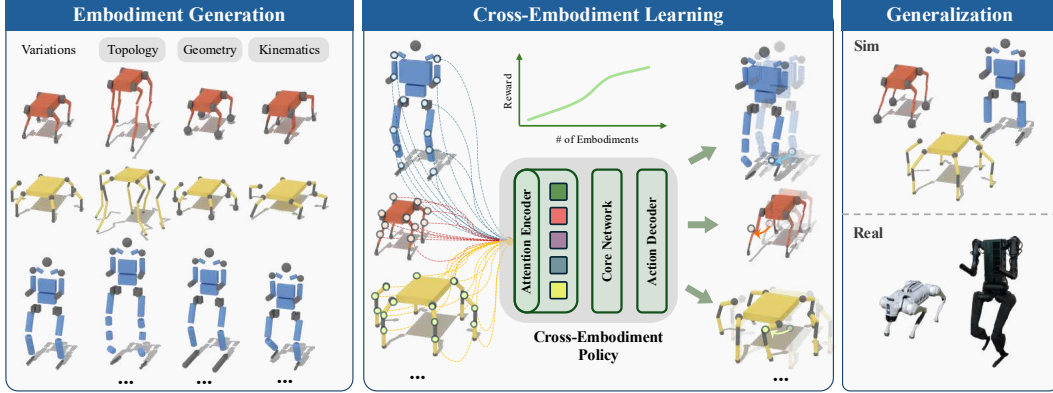 Embodiment Generation
Variations
Topology
Geometry
Kinematics
...
...
...
Cross-Embodiment Learning
Reward
# of Embodiments
Attention Encoder
Core Network
Action Decoder
Cross-Embodiment
Policy
...
...
Generalization
Sim
Real